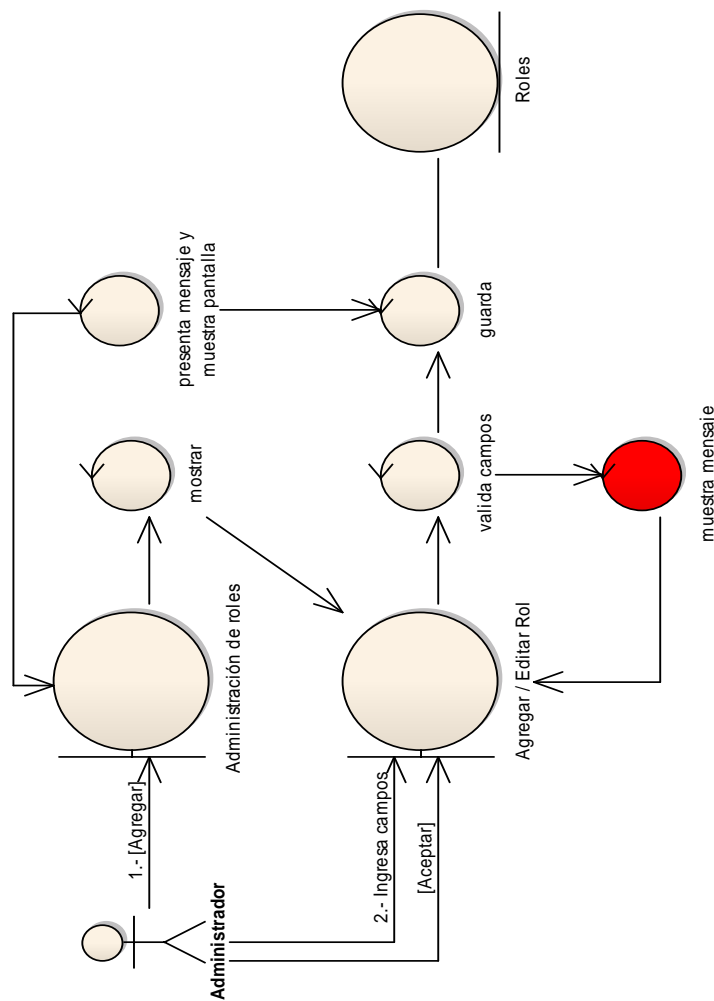 Administrador
1.- [Agregar]
2.- Ingresa campos
[Aceptar]
Administración de roles
mostrar
presenta mensaje y
muestra pantalla
Agregar / Editar Rol
valida campos
guarda
Roles
muestra mensaje